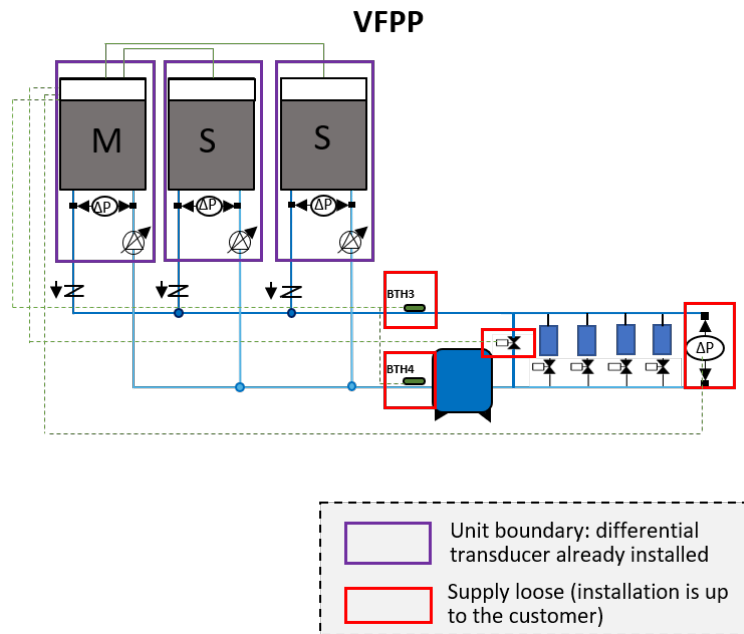 VFPP
M
S
S
ΔP
ΔP
ΔP
BTH3
ΔP
BTH4
Unit boundary: differential
transducer already installed
Supply loose (installation is up
to the customer)